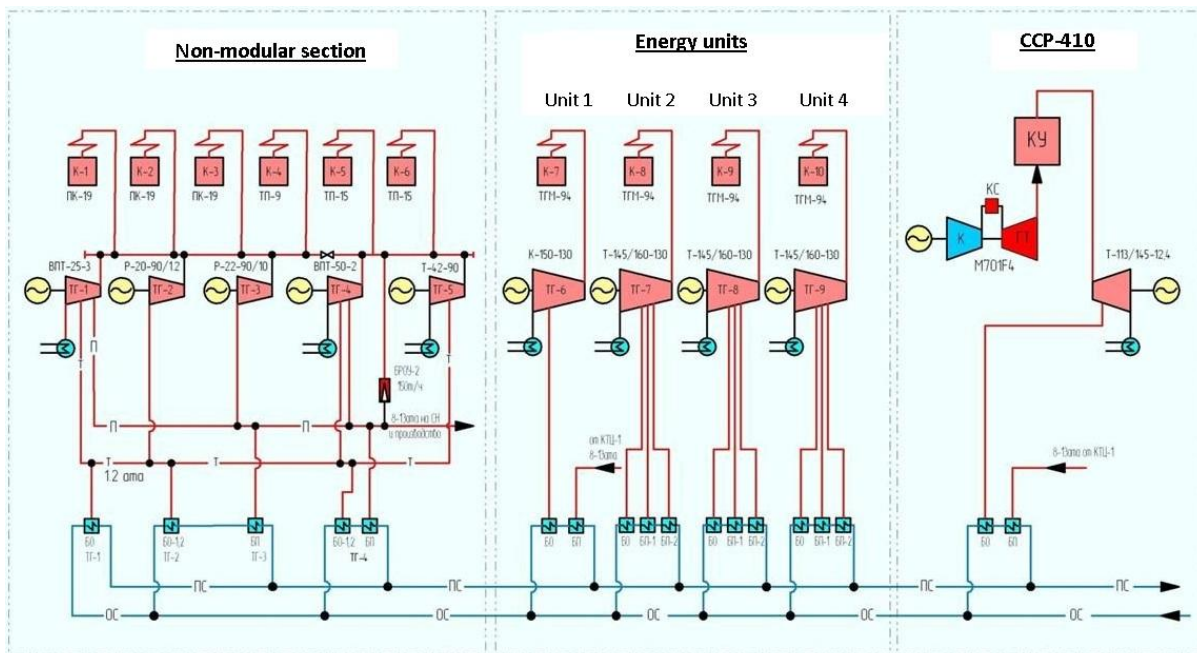 Non-modular section
Energy units
CCP-410
Unit 1 Unit 2 Unit 3 Unit 4
КУ
К-1 К-2 К-3 К-4 К-5 К-6 К-7 К-8 К-9 К-10
ПК-19 ПК-19 ПК-19 ТП-9 ТП-15 ТП-15 ТГМ-94 ТГМ-94 ТГМ-94 ТГМ-94
КС
К ГТ
M701F4
ВПТ-25-3 Р-20-90/1.2 Р-22-90/10 ВПТ-50-2 Т-42-90 К-150-130 Т-145/160-130 Т-145/160-130 Т-145/160-130 Т-113/145-12,4
ТГ-1 ТГ-2 ТГ-3 ТГ-4 ТГ-5 ТГ-6 ТГ-7 ТГ-8 ТГ-9
П
Т Т
БРОУ-2
150т/ч
8-13ата на СН
и производство
П П
от КТЦ-1
8-13ата
Т Т Т
1.2 ата
8-13ата от КТЦ-1
БО БО-1,2 БП БО-1,2 БП БО БП БО БП-1 БП-2 БО БП-1 БП-2 БО БП-1 БП-2 БО БП
ТГ-1 ТГ-2 ТГ-3 ТГ-4
ПС ПС ПС ПС
ОС ОС ОС ОС ОС